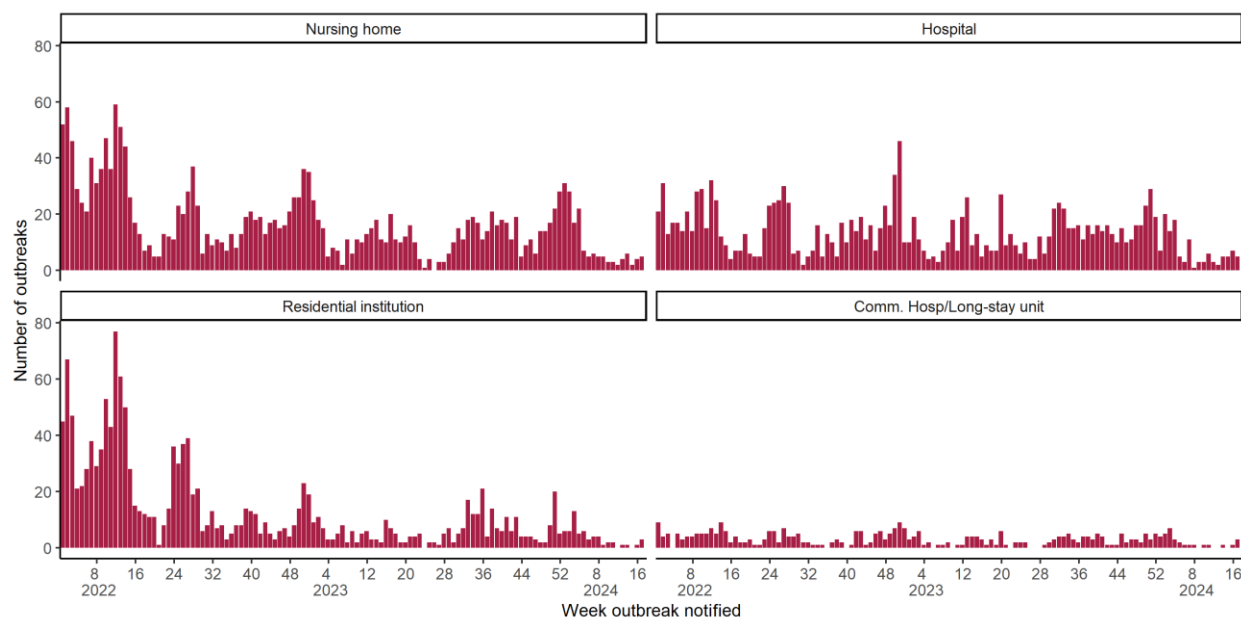 Nursing home
Hospital
80
60
40
20
0
Residential institution
Comm. Hosp/Long-stay unit
80
60
40
20
0
Number of outbreaks
8 16 24 32 40 48 4 12 20 28 36 44 52 8 16
2022 2023 2024
8 16 24 32 40 48 4 12 20 28 36 44 52 8 16
2022 2023 2024
Week outbreak notified